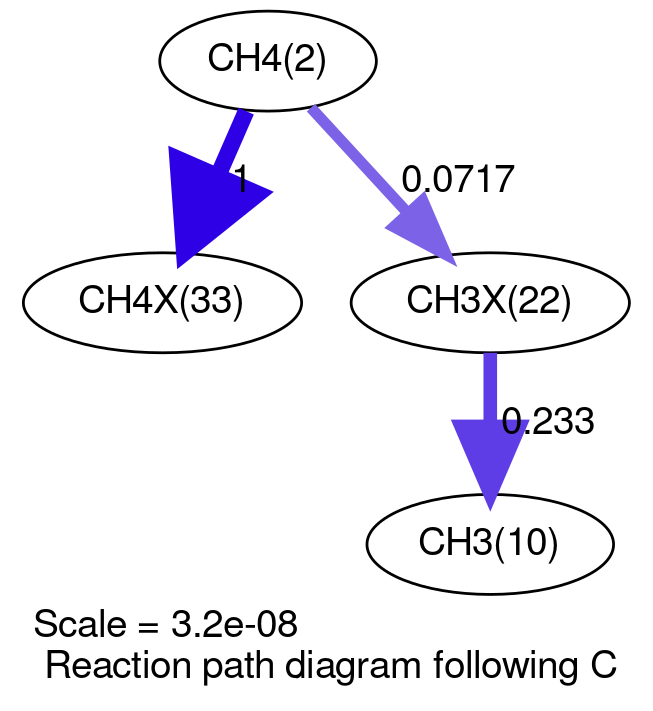 CH4(2)
1
0.0717
CH4X(33)
CH3X(22)
0.233
CH3(10)
Scale = 3.2e-08
Reaction path diagram following C